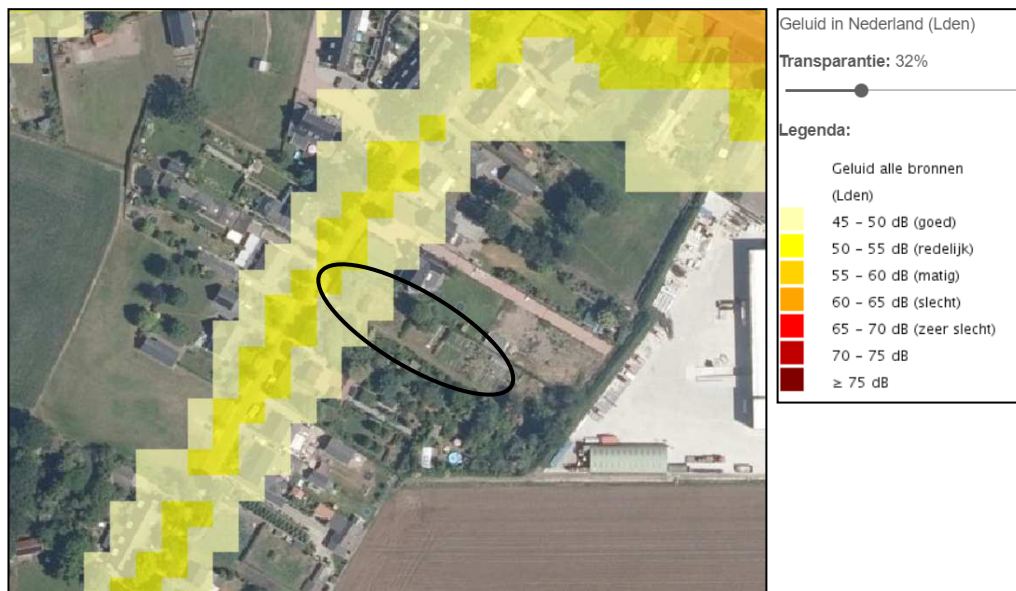 Geluid in Nederland (Lden)
Transparantie: 32%
Legenda:
Geluid alle bronnen
(Lden)
45 – 50 dB (goed)
50 – 55 dB (redelijk)
55 – 60 dB (matig)
60 – 65 dB (slecht)
65 – 70 dB (zeer slecht)
70 – 75 dB
≥ 75 dB